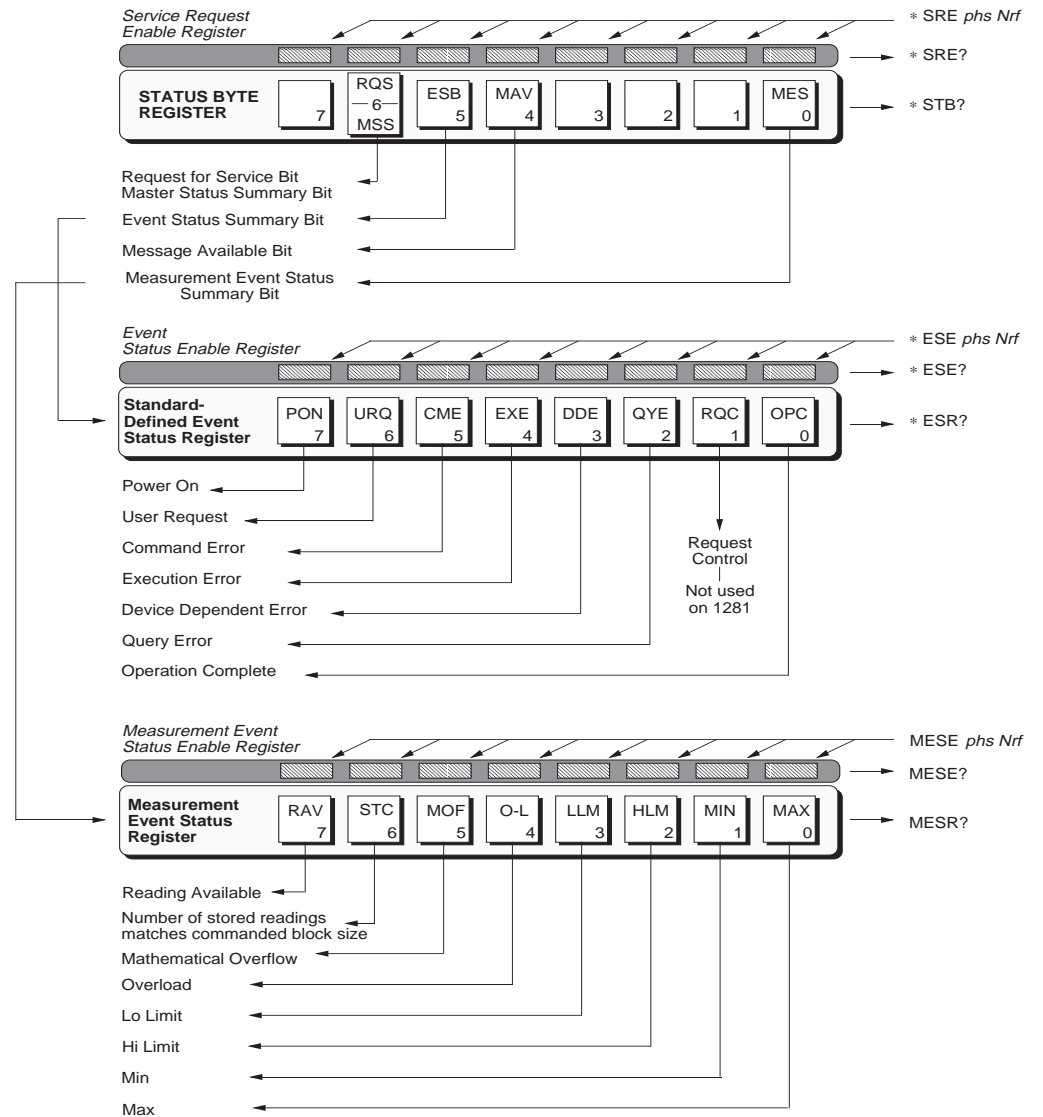 Service Request
Enable Register
∗ SRE phs Nrf
∗ SRE?
STATUS BYTE
REGISTER
7
RQS
6
MSS
ESB
5
MAV
4
3
2
1
MES
0
∗ STB?
Request for Service Bit
Master Status Summary Bit
Event Status Summary Bit
Message Available Bit
Measurement Event Status
Summary Bit
Event
Status Enable Register
∗ ESE phs Nrf
∗ ESE?
Standard-
Defined Event
Status Register
PON
7
URQ
6
CME
5
EXE
4
DDE
3
QYE
2
RQC
1
OPC
0
∗ ESR?
Power On
User Request
Command Error
Execution Error
Device Dependent Error
Query Error
Operation Complete
Request
Control
Not used
on 1281
Measurement Event
Status Enable Register
MESE phs Nrf
MESE?
Measurement
Event Status
Register
RAV
7
STC
6
MOF
5
O-L
4
LLM
3
HLM
2
MIN
1
MAX
0
MESR?
Reading Available
Number of stored readings
matches commanded block size
Mathematical Overflow
Overload
Lo Limit
Hi Limit
Min
Max